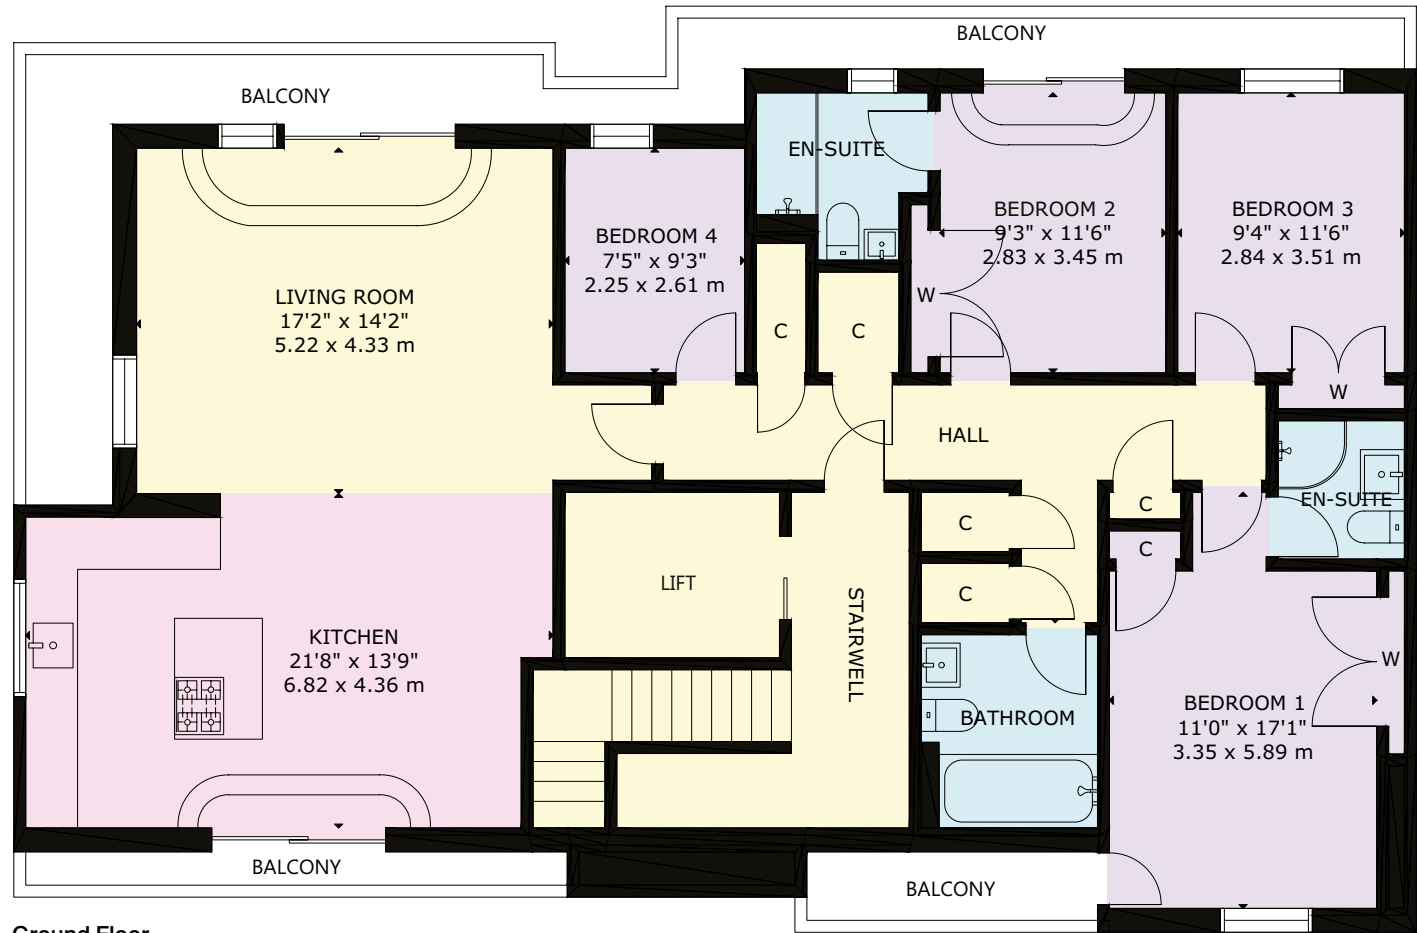 BALCONY
BALCONY
EN-SUITE
BEDROOM 2
9'3" x 11'6"
2.83 x 3.45 m
BEDROOM 3
9'4" x 11'6"
2.84 x 3.51 m
BEDROOM 4
7'5" x 9'3"
2.25 x 2.61 m
LIVING ROOM
17'2" x 14'2"
5.22 x 4.33 m
W
C
C
W
HALL
EN-SUITE
C
C
C
C
LIFT
STAIRWELL
KITCHEN
21'8" x 13'9"
6.82 x 4.36 m
W
BATHROOM
BEDROOM 1
11'0" x 17'1"
3.35 x 5.89 m
BALCONY
BALCONY
Ground Floor